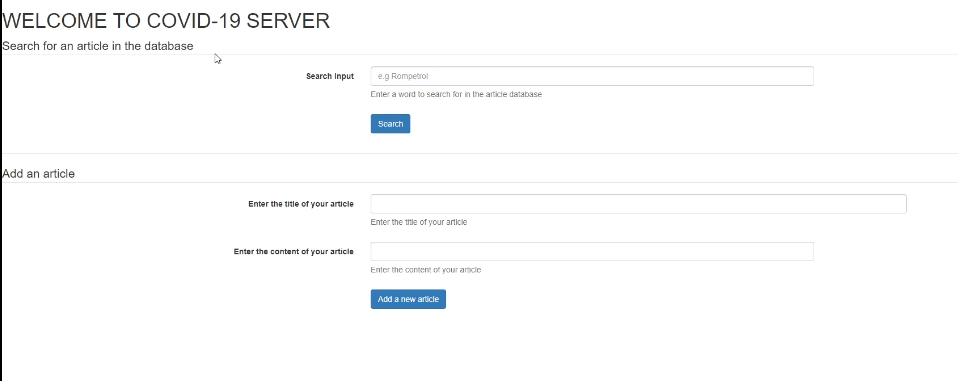 WELCOME TO COVID-19 SERVER
Search for an article in the database
Search Input
e.g Rompetrol
Enter a word to search for in the article database
Search
Add an article
Enter the title of your article
Enter the title of your article
Enter the content of your article
Enter the content of your article
Add a new article